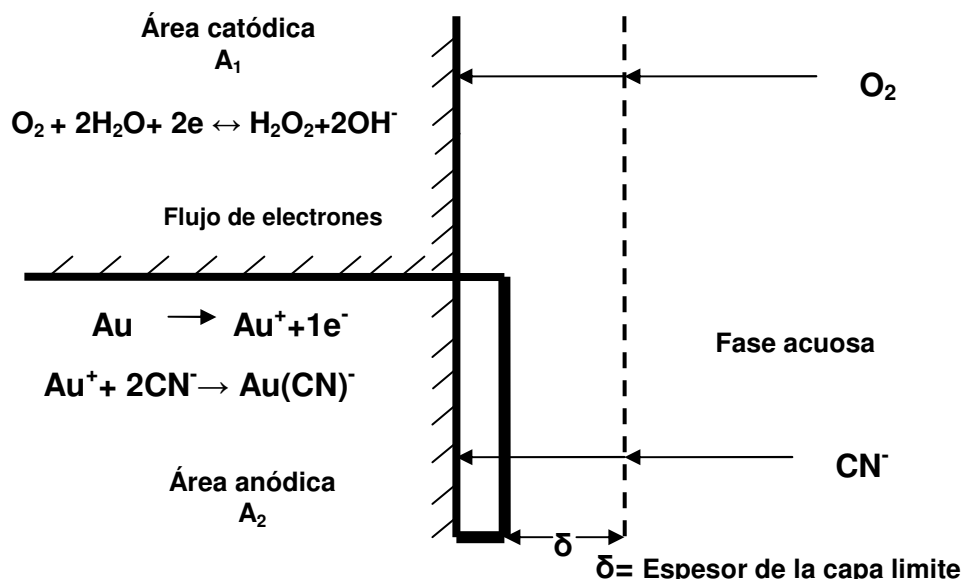 Área catódica
A₁
O₂
O₂ + 2H₂O+ 2e ↔ H₂O₂+2OH⁻
Flujo de electrones
Au → Au⁺+1e⁻
Fase acuosa
Au⁺+ 2CN⁻→ Au(CN)⁻
CN⁻
Área anódica
A₂
δ
δ= Espesor de la capa limite